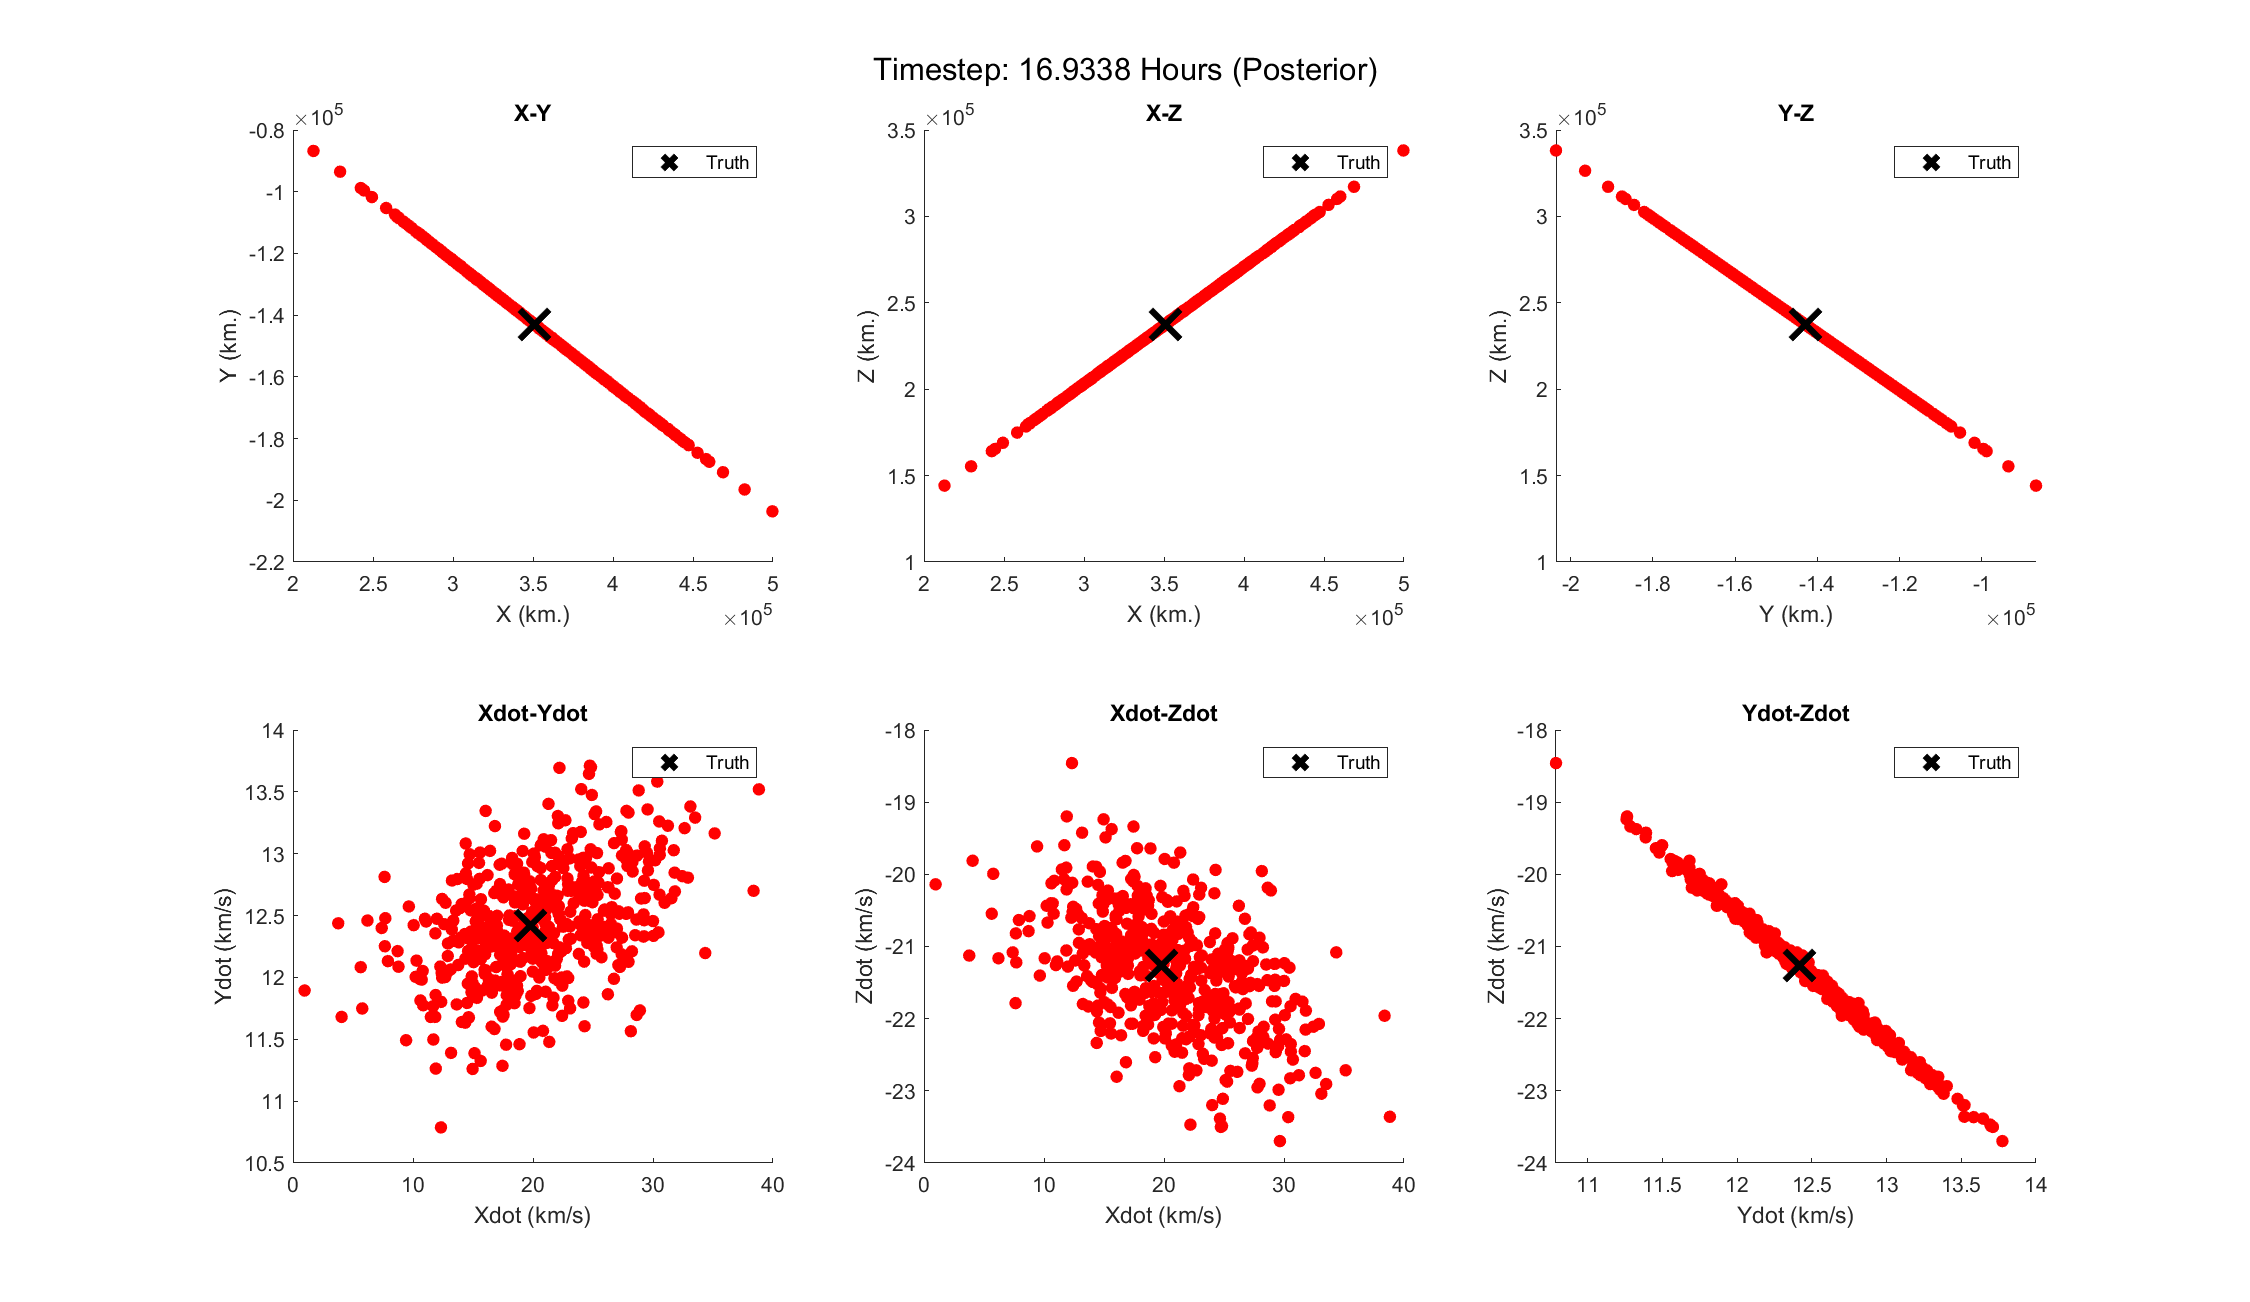 Timestep: 16.9338 Hours (Posterior)
X-Y
×10^5
-0.8
-1
-1.2
-1.4
-1.6
-1.8
-2
-2.2
Y (km.)
2 2.5 3 3.5 4 4.5 5
X (km.)
×10^5
Truth
X-Z
×10^5
3.5
3
2.5
2
1.5
1
Z (km.)
2 2.5 3 3.5 4 4.5 5
X (km.)
×10^5
Truth
Y-Z
×10^5
3.5
3
2.5
2
1.5
1
Z (km.)
-2 -1.8 -1.6 -1.4 -1.2 -1
Y (km.)
×10^5
Truth
Xdot-Ydot
14
13.5
13
12.5
12
11.5
11
10.5
Ydot (km/s)
0 10 20 30 40
Xdot (km/s)
Truth
Xdot-Zdot
-18
-19
-20
-21
-22
-23
-24
Zdot (km/s)
0 10 20 30 40
Xdot (km/s)
Truth
Ydot-Zdot
-18
-19
-20
-21
-22
-23
-24
Zdot (km/s)
11 11.5 12 12.5 13 13.5 14
Ydot (km/s)
Truth